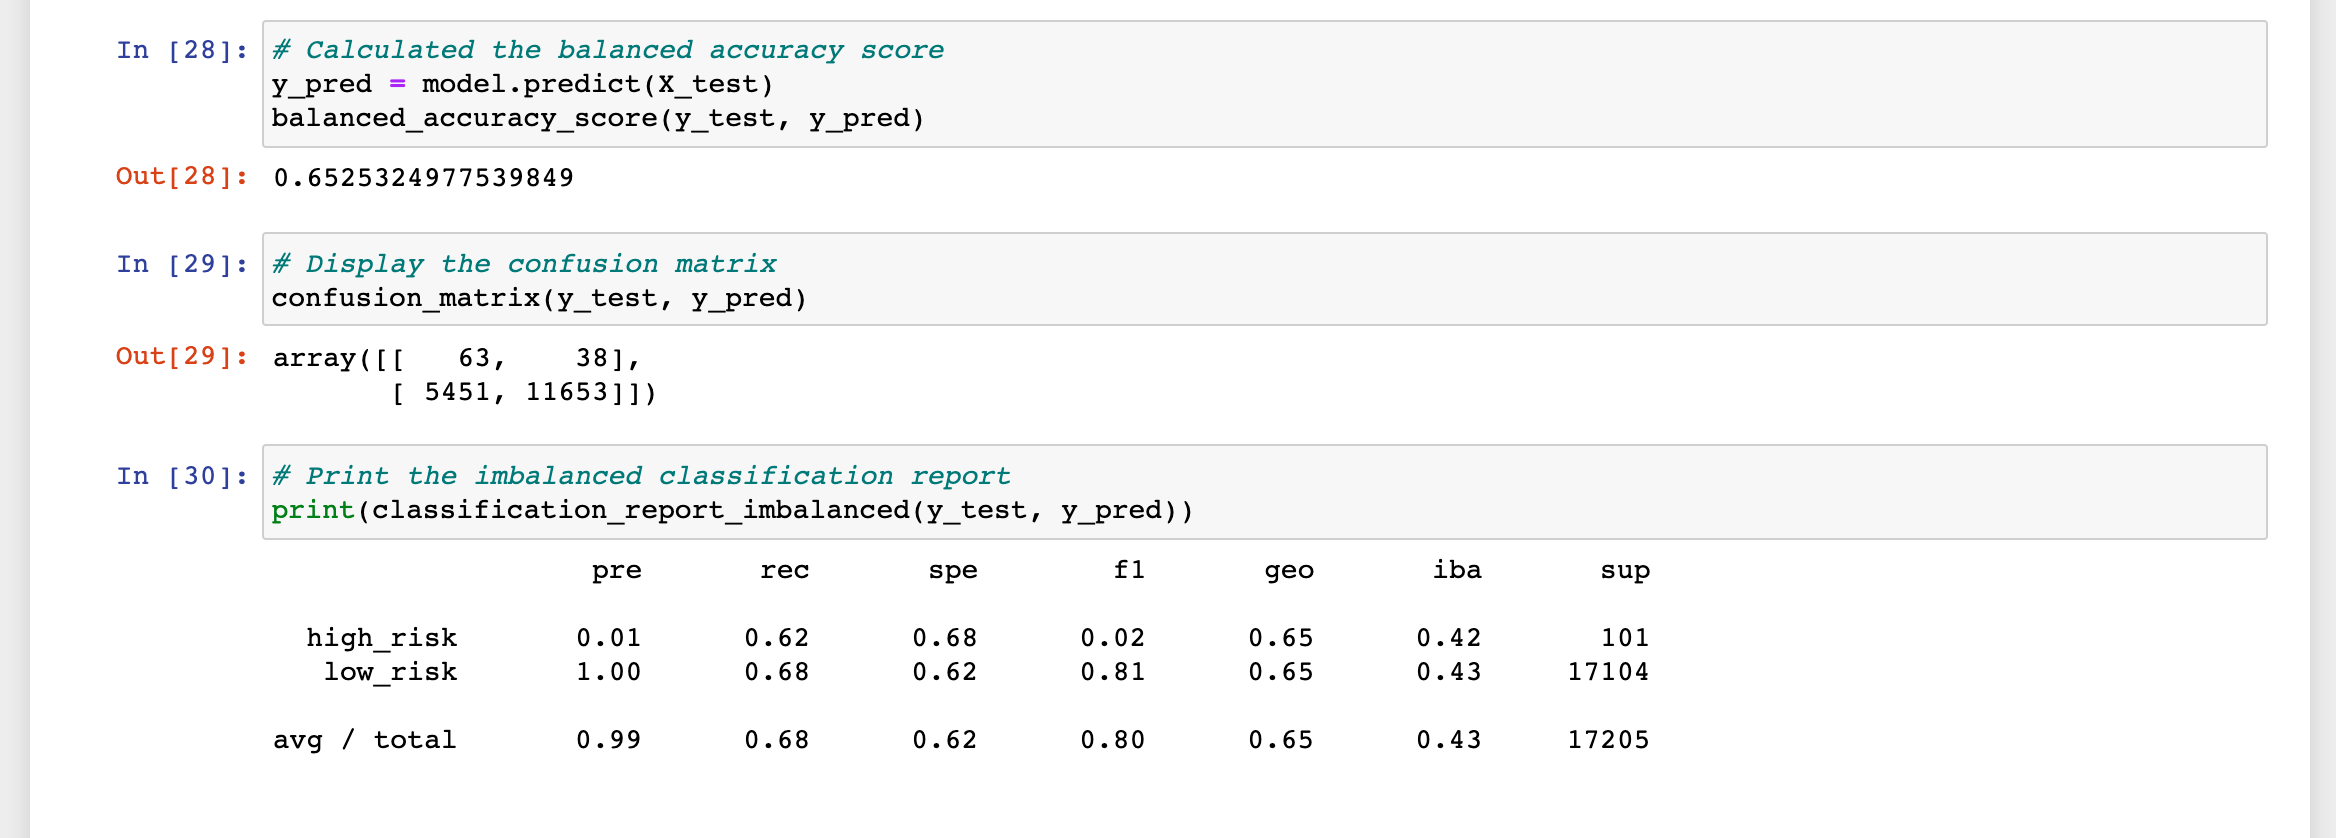 In [28]: # Calculated the balanced accuracy score
y_pred = model.predict(X_test)
balanced_accuracy_score(y_test, y_pred)
Out[28]: 0.6525324977539849
In [29]: # Display the confusion matrix
confusion_matrix(y_test, y_pred)
Out[29]: array([[   63,    38],
       [ 5451, 11653]])
In [30]: # Print the imbalanced classification report
print(classification_report_imbalanced(y_test, y_pred))
pre rec spe f1 geo iba sup
high_risk 0.01 0.62 0.68 0.02 0.65 0.42 101
low_risk 1.00 0.68 0.62 0.81 0.65 0.43 17104
avg / total 0.99 0.68 0.62 0.80 0.65 0.43 17205